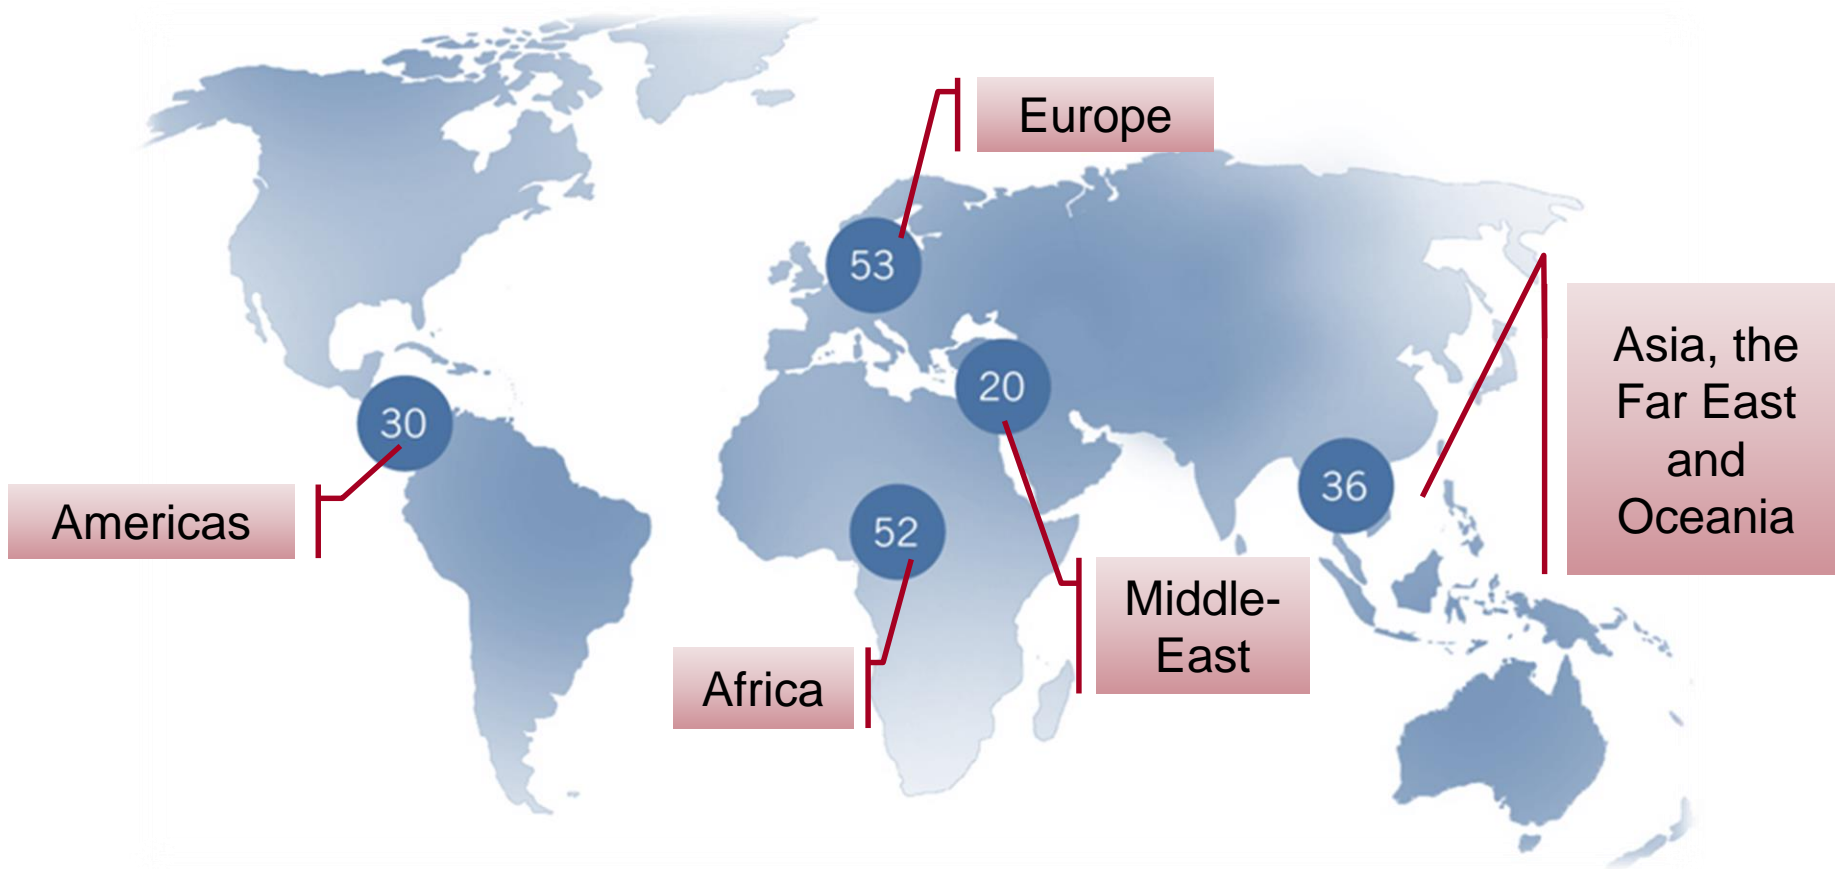 Europe
53
20
30
36
52
Americas
Africa
Middle-
East
Asia, the
Far East
and
Oceania